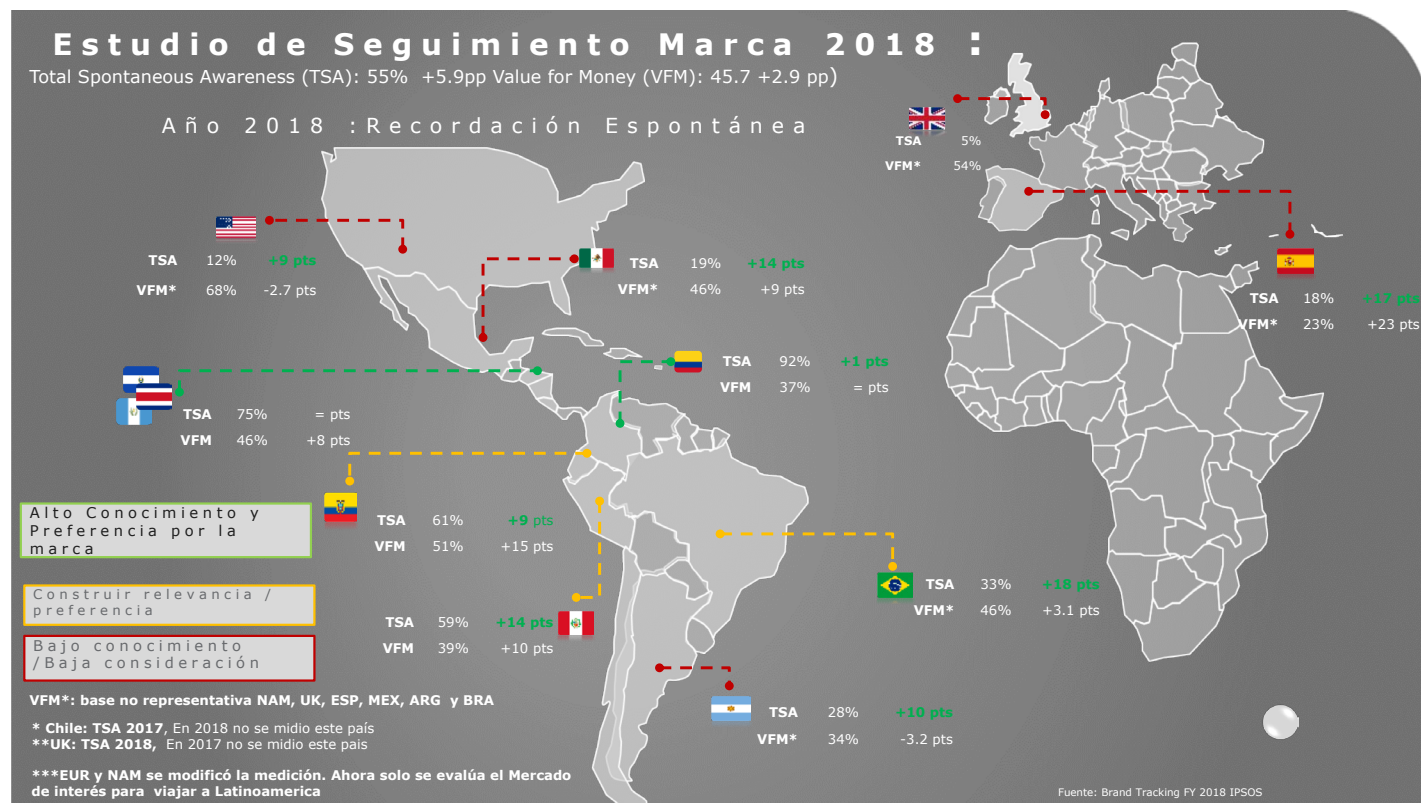 Estudio de Seguimiento Marca 2018 :
Total Spontaneous Awareness (TSA): 55%  +5.9pp Value for Money (VFM): 45.7 +2.9 pp)
Año 2018 :Recordación Espontánea
TSA 5%
VFM* 54%
TSA 12% +9 pts
VFM* 68% -2.7 pts
TSA 19% +14 pts
VFM* 46% +9 pts
TSA 18% +17 pts
VFM* 23% +23 pts
TSA 92% +1 pts
VFM 37% = pts
TSA 75% = pts
VFM 46% +8 pts
TSA 61% +9 pts
VFM 51% +15 pts
TSA 33% +18 pts
VFM* 46% +3.1 pts
TSA 59% +14 pts
VFM 39% +10 pts
TSA 28% +10 pts
VFM* 34% -3.2 pts
Alto Conocimiento y
Preferencia por la
marca
Construir relevancia /
preferencia
Bajo conocimiento
/Baja consideración
VFM*: base no representativa NAM, UK, ESP, MEX, ARG  y BRA
* Chile: TSA 2017, En 2018 no se midio este país
**UK: TSA 2018,  En 2017 no se midio este pais
***EUR y NAM se modificó la medición. Ahora solo se evalúa el Mercado
de interés para  viajar a Latinoamerica
Fuente: Brand Tracking FY 2018 IPSOS